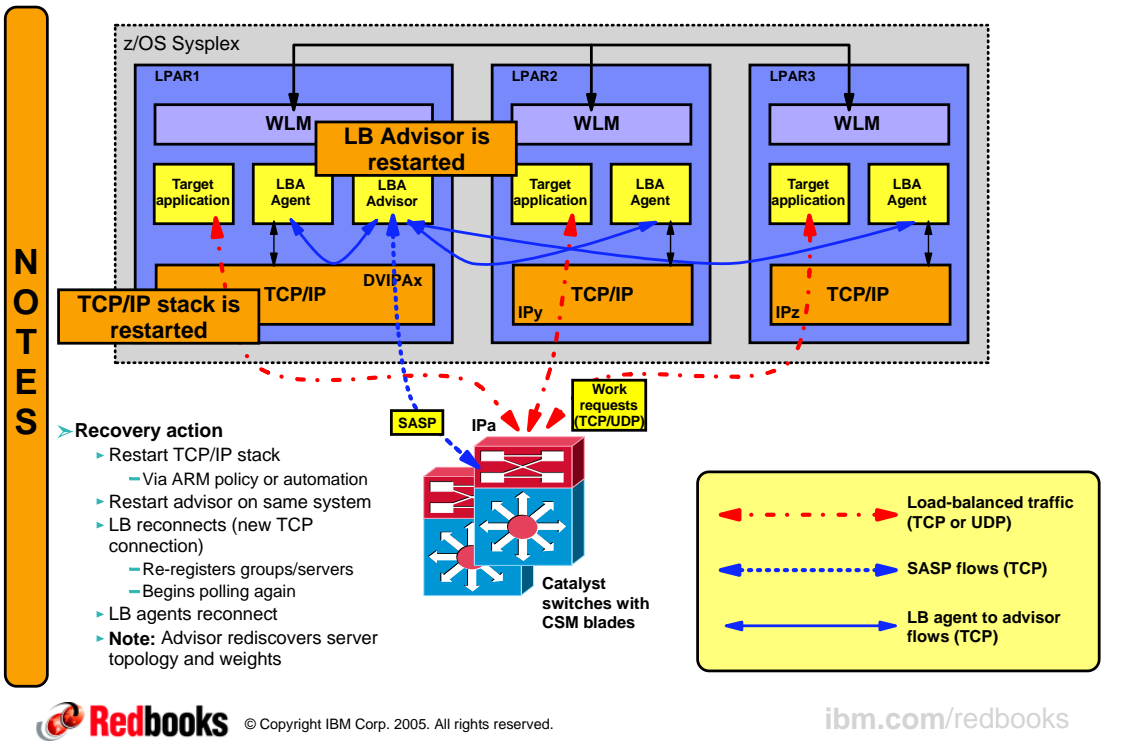 N
O
T
E
S
z/OS Sysplex
LPAR1
LPAR2
LPAR3
WLM
WLM
WLM
LB Advisor is
restarted
Target
application
LBA
Agent
LBA
Advisor
Target
application
LBA
Agent
Target
application
LBA
Agent
DVIPAx
TCP/IP
TCP/IP
IPy
TCP/IP
IPz
TCP/IP stack is
restarted
SASP
IPa
Work
requests
(TCP/UDP)
➢Recovery action
► Restart TCP/IP stack
– Via ARM policy or automation
► Restart advisor on same system
► LB reconnects (new TCP
connection)
– Re-registers groups/servers
– Begins polling again
► LB agents reconnect
► Note: Advisor rediscovers server
topology and weights
Catalyst
switches with
CSM blades
Load-balanced traffic
(TCP or UDP)
SASP flows (TCP)
LB agent to advisor
flows (TCP)
Redbooks
© Copyright IBM Corp. 2005. All rights reserved.
ibm.com/redbooks